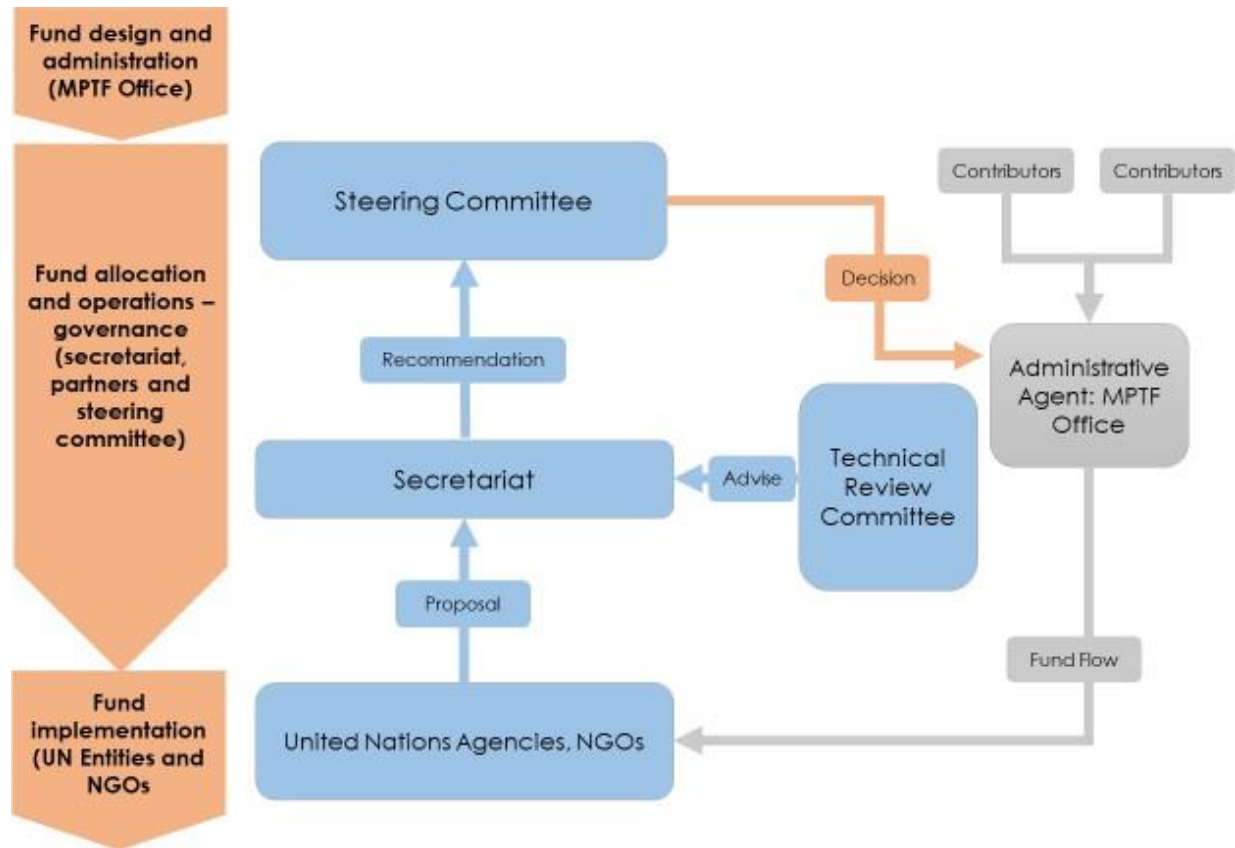 Fund design and
administration
(MPTF Office)
Fund allocation
and operations –
governance
(secretariat,
partners and
steering
committee)
Fund
implementation
(UN Entities and
NGOs
Steering Committee
Recommendation
Secretariat
Proposal
United Nations Agencies, NGOs
Decision
Advise
Technical
Review
Committee
Contributors
Contributors
Administrative
Agent: MPTF
Office
Fund Flow